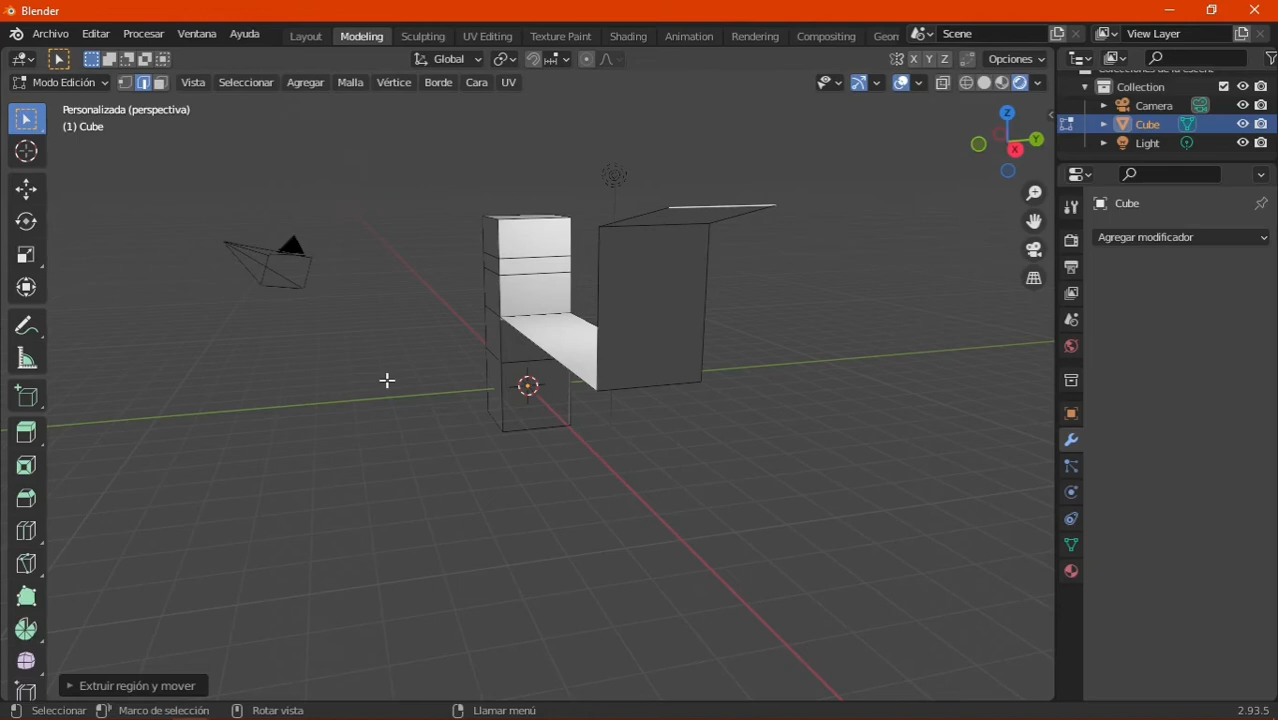 Blender
Archivo Editar Procesar Ventana Ayuda Layout Modeling Sculpting UV Editing Texture Paint Shading Animation Rendering Compositing Geom Scene View Layer
Global X Y Z Opciones
Modo Edición Vista Seleccionar Agregar Malla Vértice Borde Cara UV
Personalizada (perspectiva)
(1) Cube
Z
Y
X
Collection
Camera
Cube
Light
Cube
Agregar modificador
Extruir región y mover
Seleccionar Marco de selección Rotar vista Llamar menú 2.93.5